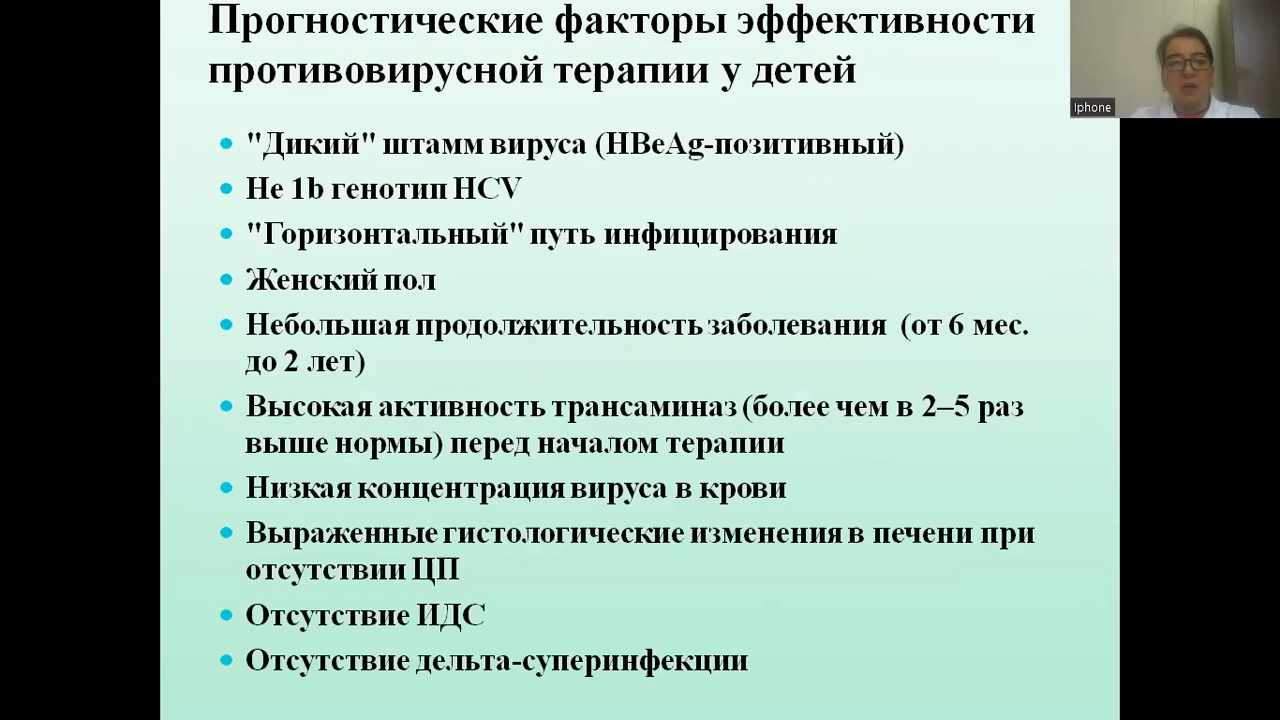 Прогностические факторы эффективности
противовирусной терапии у детей
Iphone
• "Дикий" штамм вируса (HBeAg-позитивный)
• Не 1b генотип HCV
• "Горизонтальный" путь инфицирования
• Женский пол
• Небольшая продолжительность заболевания (от 6 мес.
до 2 лет)
• Высокая активность трансаминаз (более чем в 2–5 раз
выше нормы) перед началом терапии
• Низкая концентрация вируса в крови
• Выраженные гистологические изменения в печени при
отсутствии ЦП
• Отсутствие ИДС
• Отсутствие дельта-суперинфекции